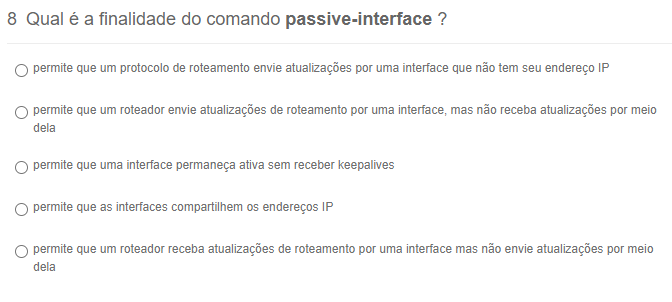 8 Qual é a finalidade do comando passive-interface ?
permite que um protocolo de roteamento envie atualizações por uma interface que não tem seu endereço IP
permite que um roteador envie atualizações de roteamento por uma interface, mas não receba atualizações por meio
dela
permite que uma interface permaneça ativa sem receber keepalives
permite que as interfaces compartilhem os endereços IP
permite que um roteador receba atualizações de roteamento por uma interface mas não envie atualizações por meio
dela